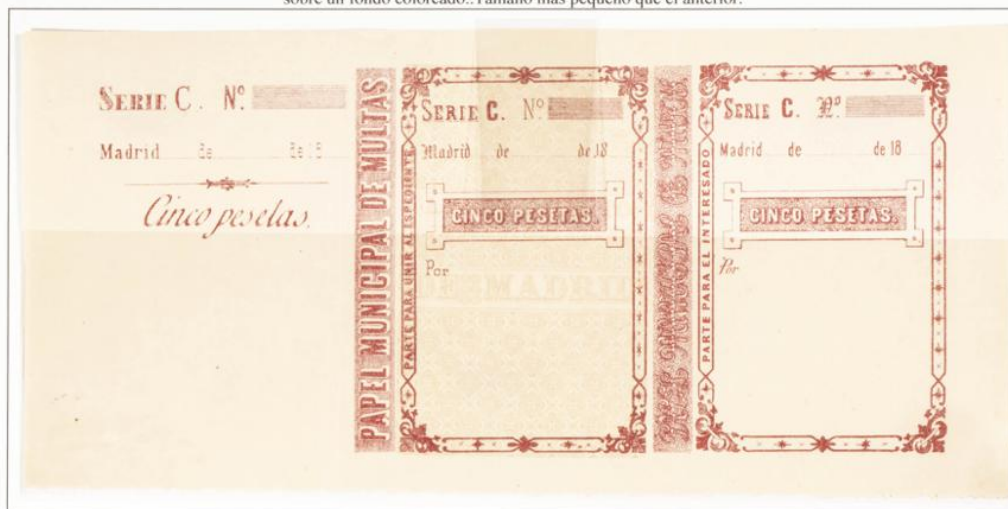 sobre un fondo coloreado.. Tamaño más pequeño que el anterior.
SERIE C. Nº.
Madrid de de 18
Cinco pesetas.
PAPEL MUNICIPAL DE MULTAS
PARTE PARA UNIR AL ESPEDIENTE
SERIE C. Nº.
Madrid de de 18
CINCO PESETAS.
Por
DE MADRID
PARTE PARA EL INTERESADO
SERIE C. Nº.
Madrid de de 18
CINCO PESETAS.
Por